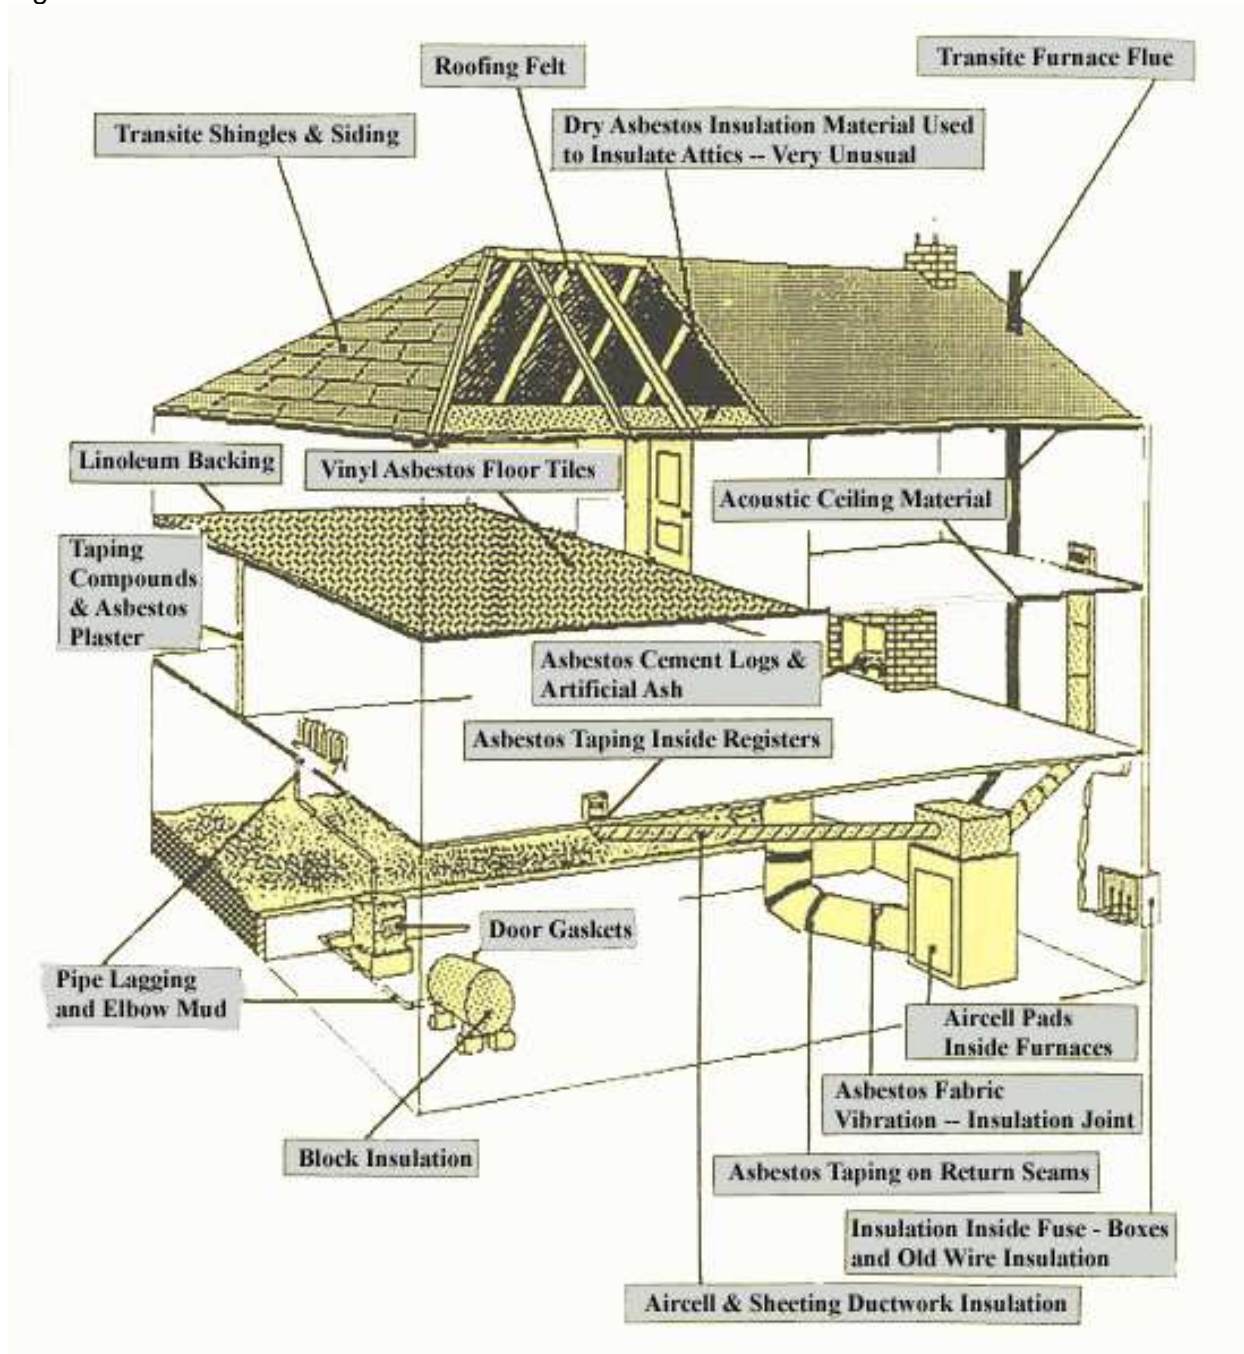 Roofing Felt
Transite Furnace Flue
Transite Shingles & Siding
Dry Asbestos Insulation Material Used
to Insulate Attics -- Very Unusual
Linoleum Backing
Vinyl Asbestos Floor Tiles
Acoustic Ceiling Material
Taping
Compounds
& Asbestos
Plaster
Asbestos Cement Logs &
Artificial Ash
Asbestos Taping Inside Registers
Door Gaskets
Pipe Lagging
and Elbow Mud
Aircell Pads
Inside Furnaces
Asbestos Fabric
Vibration -- Insulation Joint
Block Insulation
Asbestos Taping on Return Seams
Insulation Inside Fuse - Boxes
and Old Wire Insulation
Aircell & Sheeting Ductwork Insulation